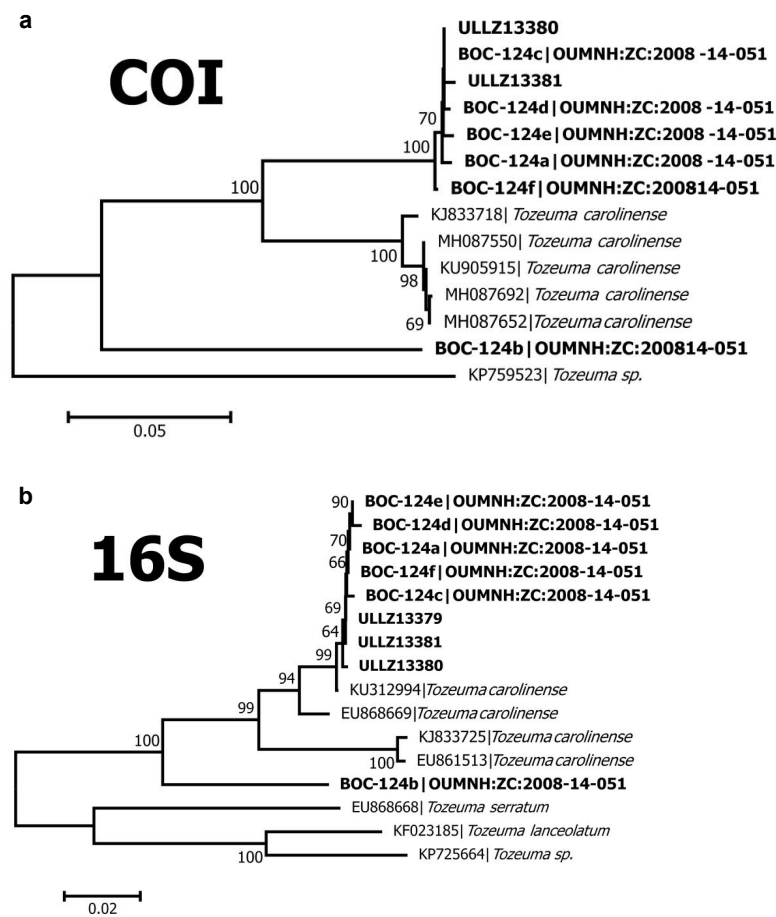 a
COI
ULLZ13380
BOC-124c|OUMNH:ZC:2008 -14-051
ULLZ13381
BOC-124d|OUMNH:ZC:2008 -14-051
70
BOC-124e|OUMNH:ZC:2008 -14-051
100
BOC-124a|OUMNH:ZC:2008 -14-051
100
BOC-124f|OUMNH:ZC:200814-051
KJ833718| Tozeuma carolinense
MH087550| Tozeuma carolinense
100
KU905915| Tozeuma carolinense
98
MH087692| Tozeuma carolinense
69
MH087652|Tozeuma carolinense
BOC-124b|OUMNH:ZC:200814-051
KP759523| Tozeuma sp.
0.05
b
16S
90
BOC-124e|OUMNH:ZC:2008-14-051
BOC-124d|OUMNH:ZC:2008-14-051
70
BOC-124a|OUMNH:ZC:2008-14-051
66
BOC-124f|OUMNH:ZC:2008-14-051
BOC-124c|OUMNH:ZC:2008-14-051
69
ULLZ13379
64
ULLZ13381
99
ULLZ13380
94
KU312994|Tozeuma carolinense
99
EU868669|Tozeuma carolinense
KJ833725|Tozeuma carolinense
100
EU861513|Tozeuma carolinense
100
BOC-124b|OUMNH:ZC:2008-14-051
EU868668| Tozeuma serratum
KF023185| Tozeuma lanceolatum
100
KP725664| Tozeuma sp.
0.02